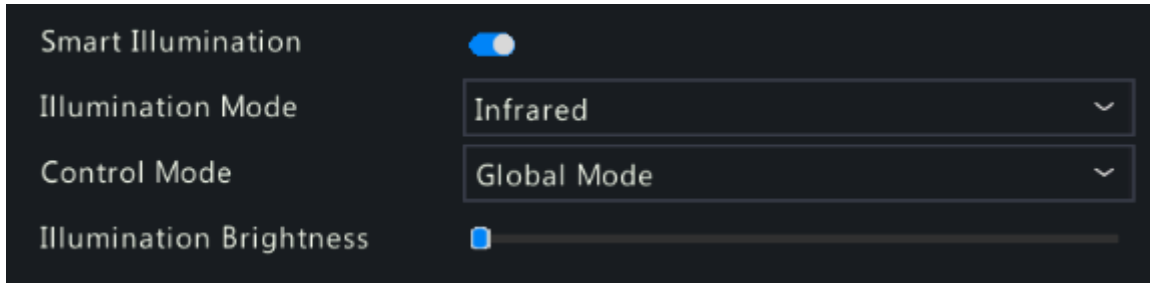 Smart Illumination
Illumination Mode Infrared
Control Mode Global Mode
Illumination Brightness